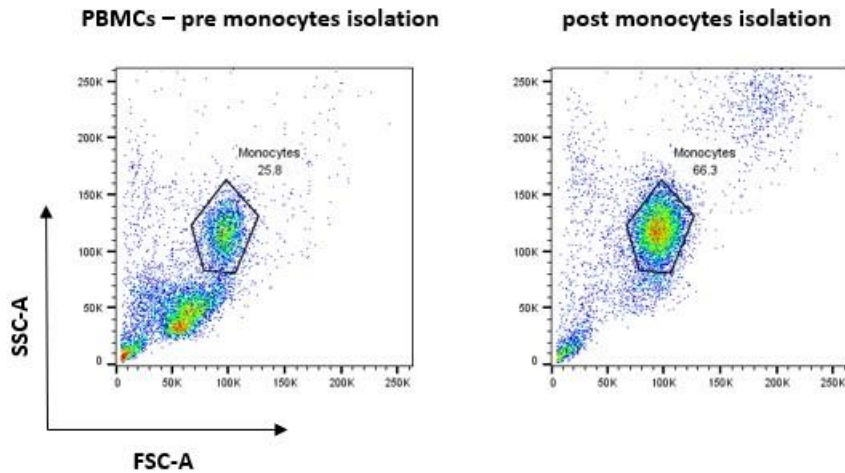 PBMCs – pre monocytes isolation
post monocytes isolation
250K
200K
150K
100K
50K
0
Monocytes
25.8
0
50K
100K
150K
200K
250K
250K
200K
150K
100K
50K
0
Monocytes
66.3
0
50K
100K
150K
200K
250K
SSC-A
FSC-A